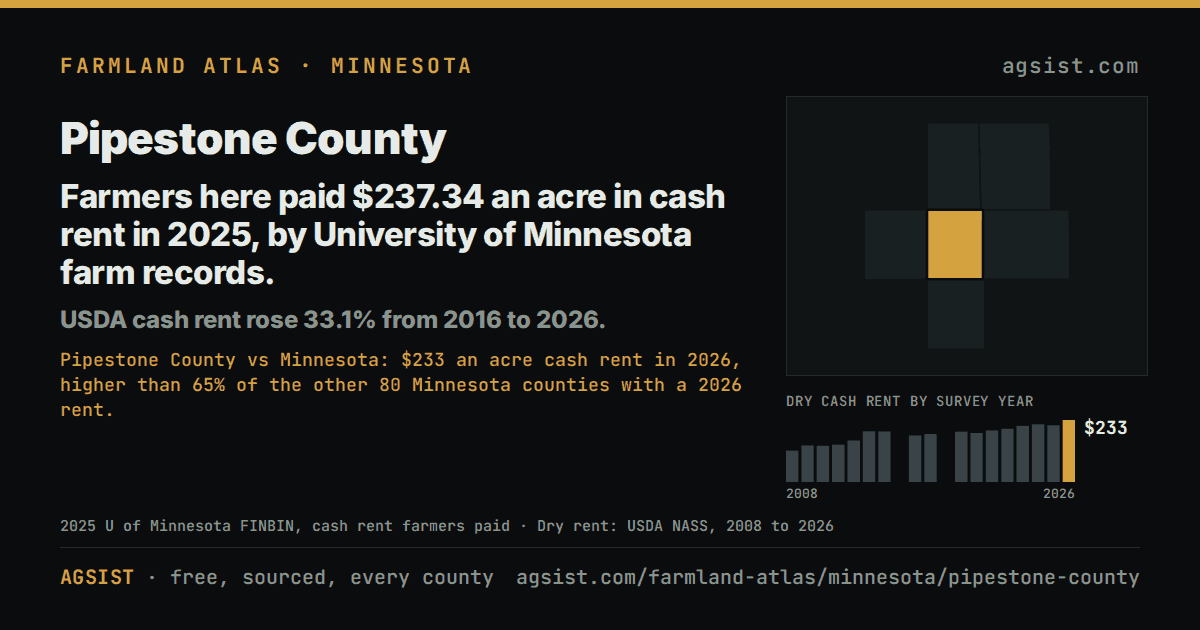 FARMLAND ATLAS · MINNESOTA
agsist.com
Pipestone County
Farmers here paid $237.34 an acre in cash
rent in 2025, by University of Minnesota
farm records.
USDA cash rent rose 33.1% from 2016 to 2026.
Pipestone County vs Minnesota: $233 an acre cash rent in 2026,
higher than 65% of the other 80 Minnesota counties with a 2026
rent.
DRY CASH RENT BY SURVEY YEAR
$233
2008 2026
2025 U of Minnesota FINBIN, cash rent farmers paid · Dry rent: USDA NASS, 2008 to 2026
AGSIST · free, sourced, every county agsist.com/farmland-atlas/minnesota/pipestone-county